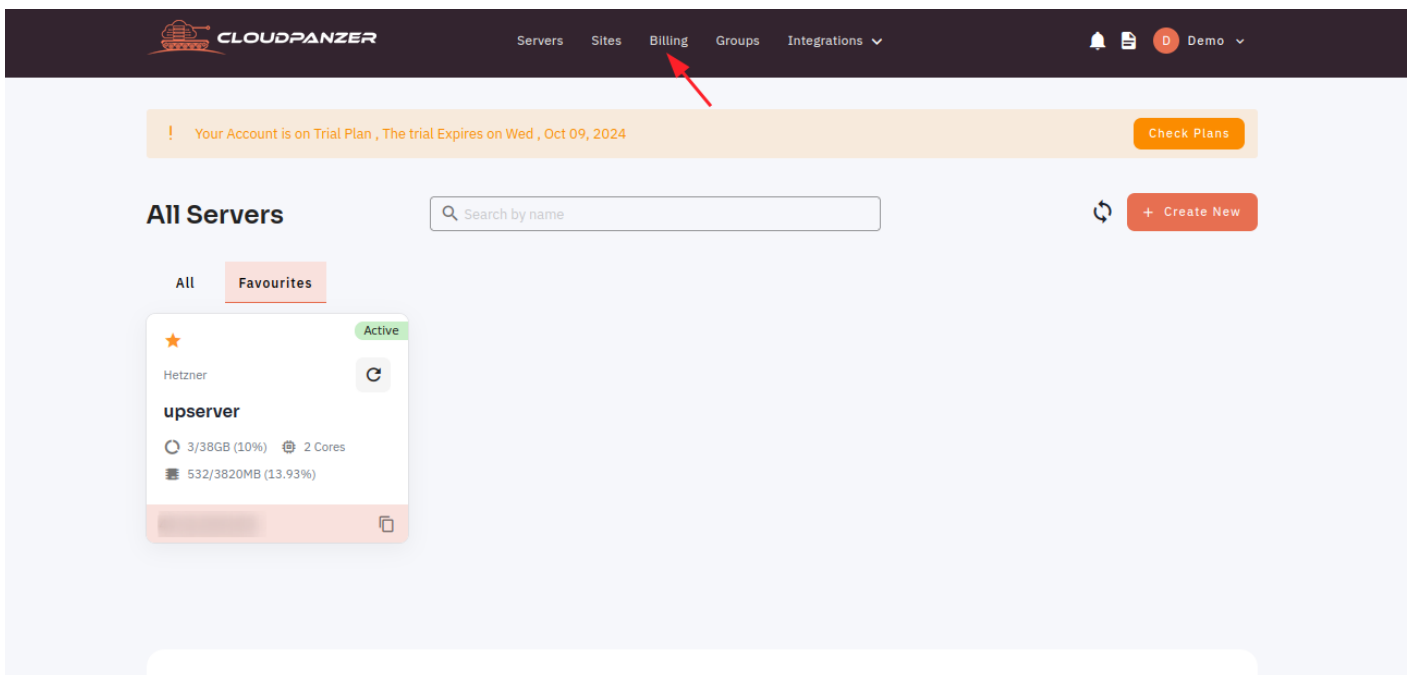 CLOUDPANZER
Servers Sites Billing Groups Integrations
D Demo
! Your Account is on Trial Plan , The trial Expires on Wed , Oct 09, 2024
Check Plans
All Servers
Search by name
+ Create New
All Favourites
Active
Hetzner
upserver
3/38GB (10%) 2 Cores
532/3820MB (13.93%)